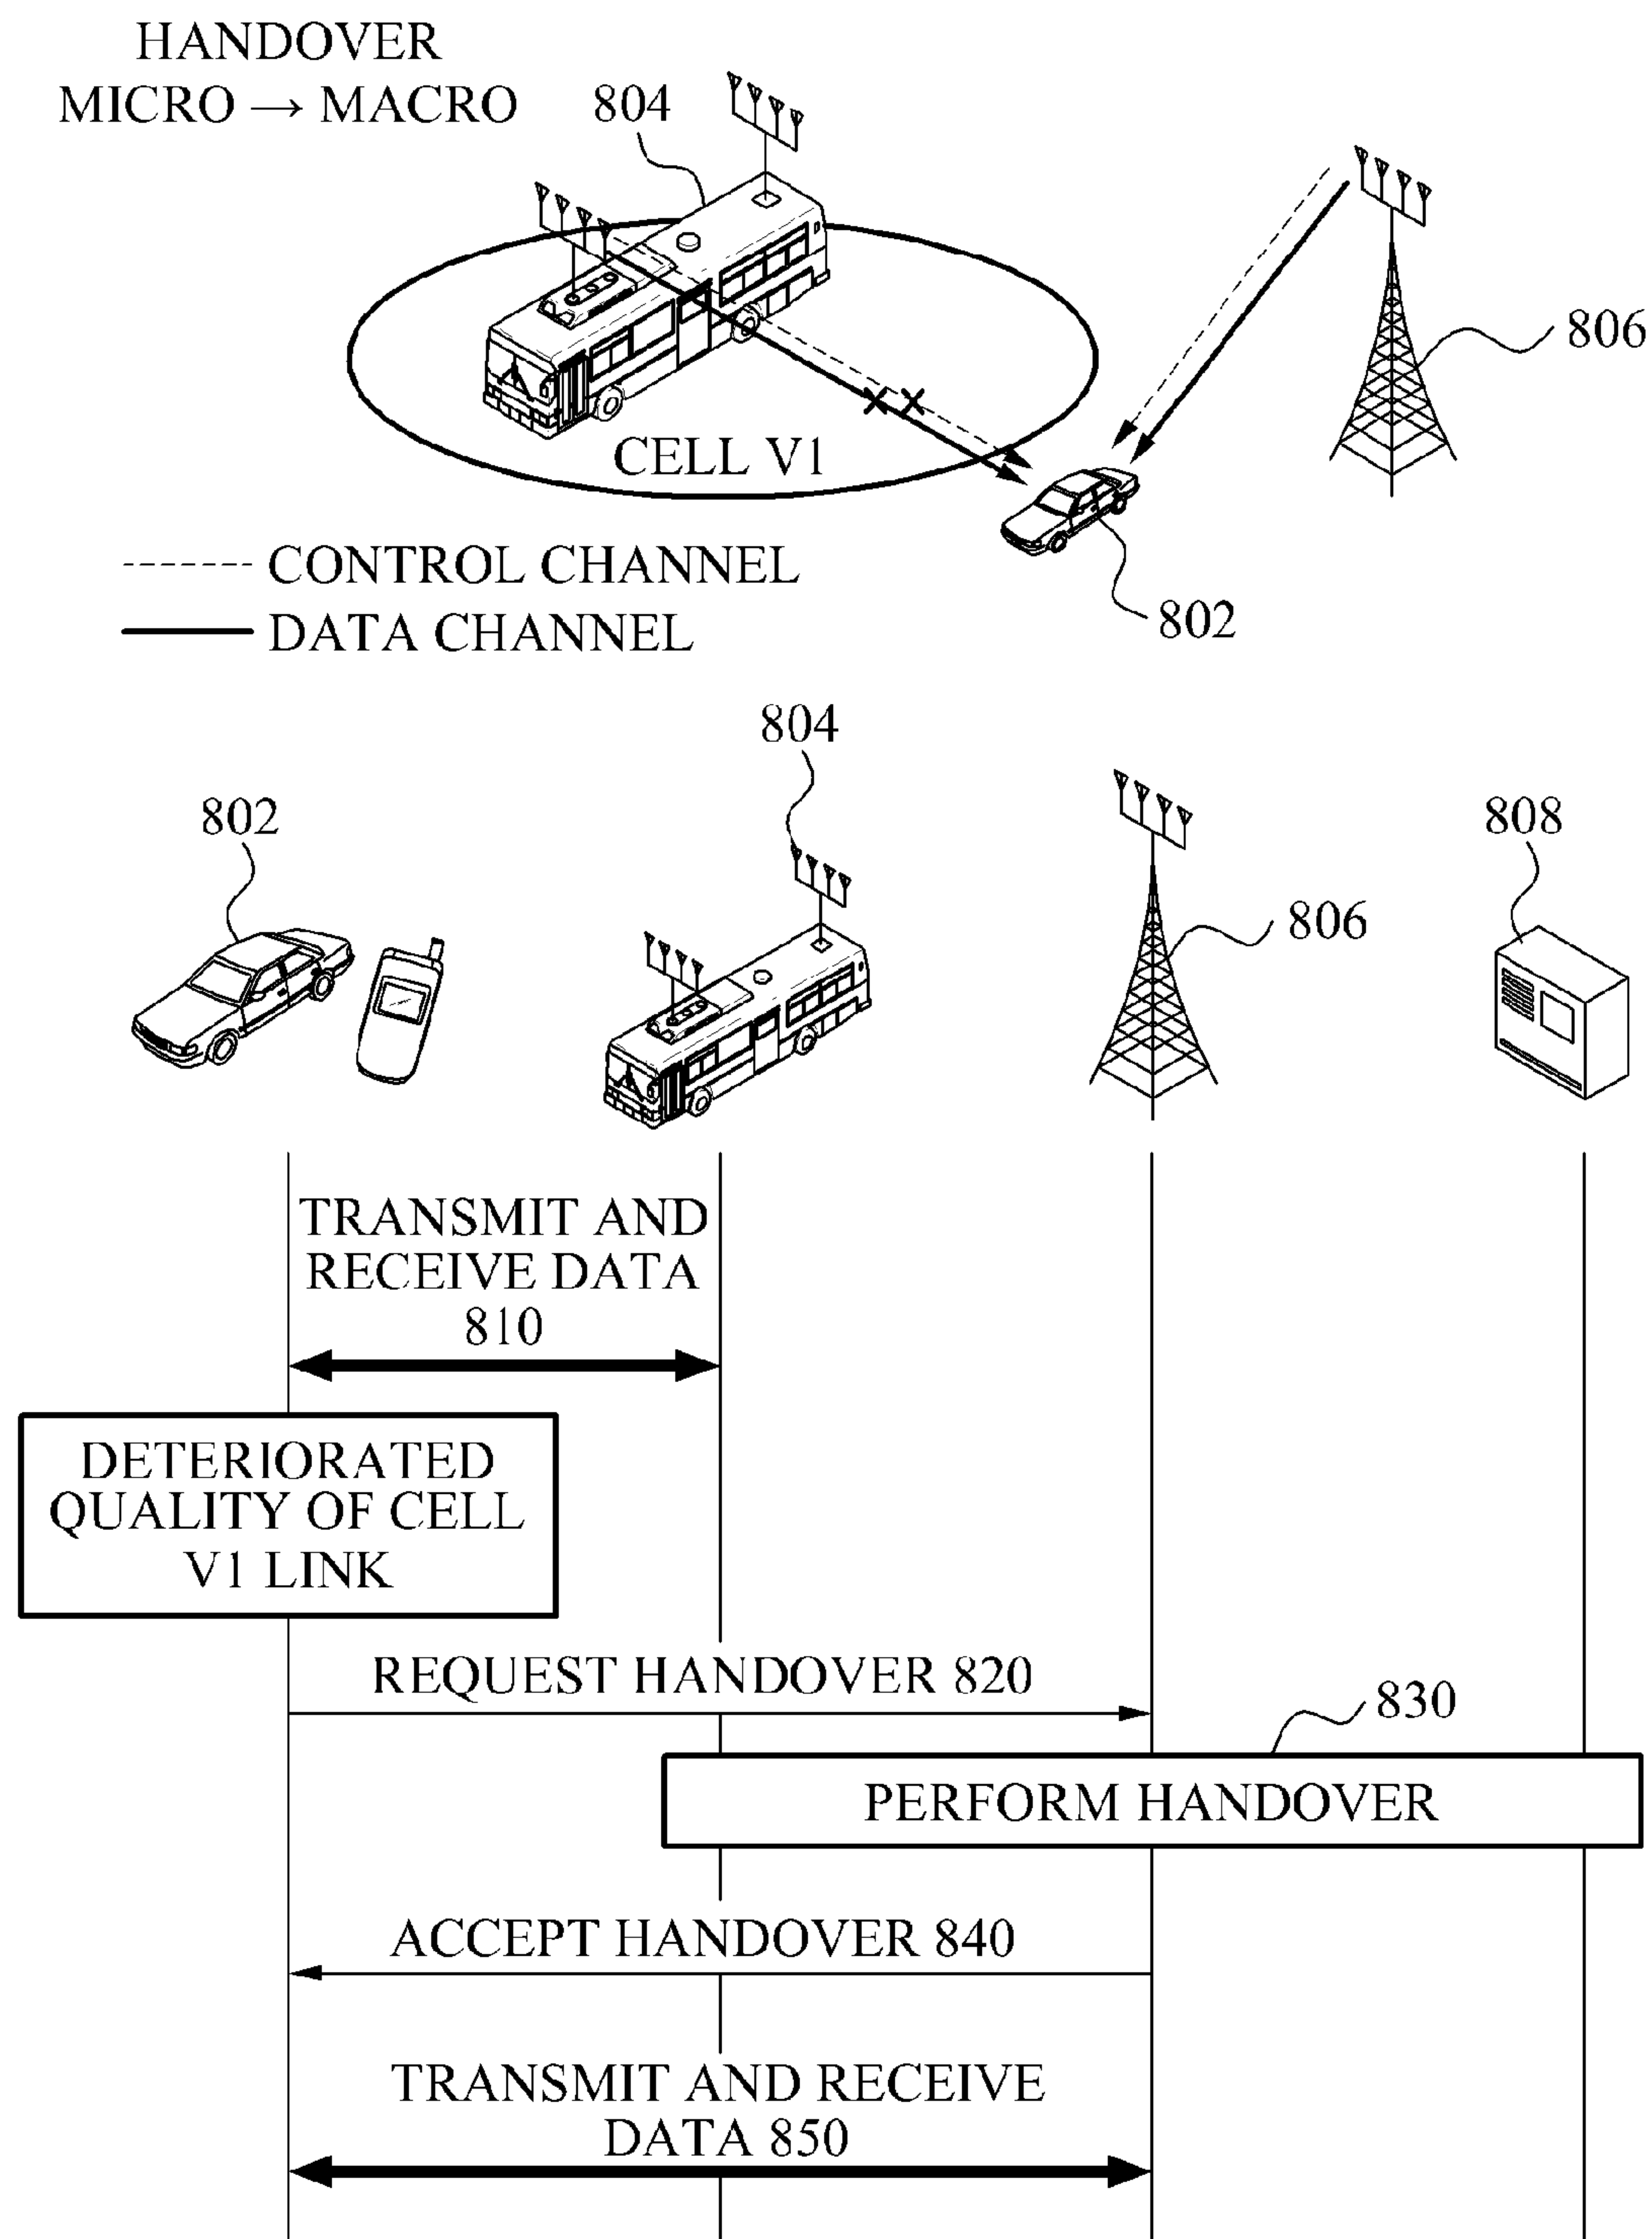 HANDOVER
MICRO → MACRO
804
806
CELL V1
CONTROL CHANNEL
DATA CHANNEL
802
804
802
808
806
TRANSMIT AND
RECEIVE DATA
810
DETERIORATED
QUALITY OF CELL
V1 LINK
REQUEST HANDOVER 820
830
PERFORM HANDOVER
ACCEPT HANDOVER 840
TRANSMIT AND RECEIVE
DATA 850